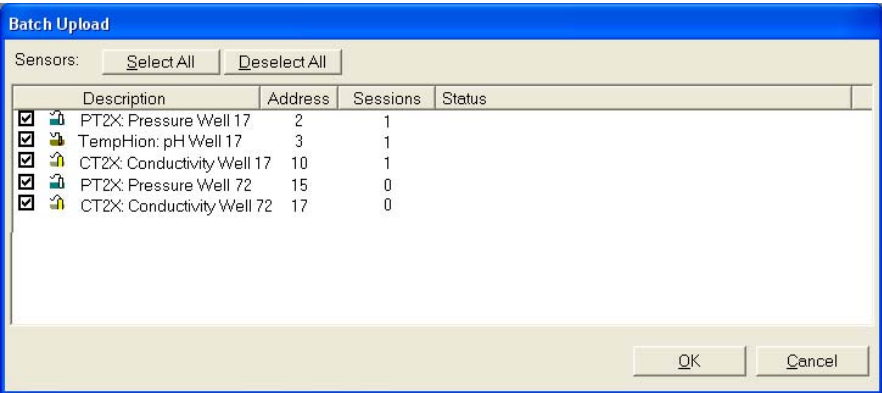 Batch Upload
Sensors: Select All Deselect All
Description Address Sessions Status
PT2X: Pressure Well 17 2 1
TempHion: pH Well 17 3 1
CT2X: Conductivity Well 17 10 1
PT2X: Pressure Well 72 15 0
CT2X: Conductivity Well 72 17 0
OK Cancel